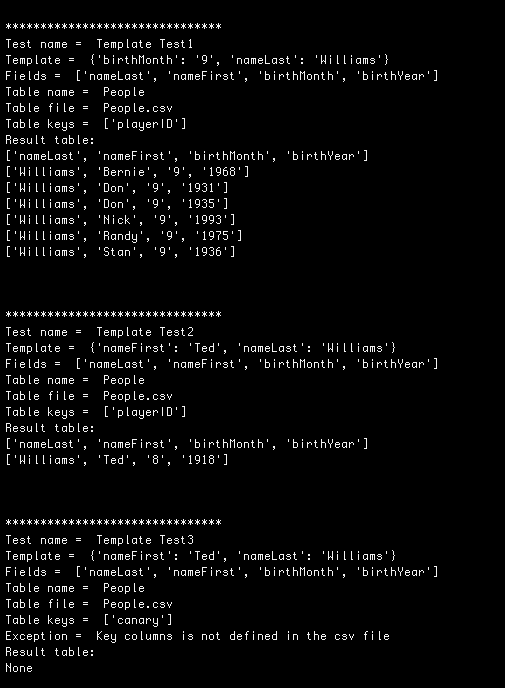 *******************************
Test name =  Template Test1
Template =  {'birthMonth': '9', 'nameLast': 'Williams'}
Fields =  ['nameLast', 'nameFirst', 'birthMonth', 'birthYear']
Table name =  People
Table file =  People.csv
Table keys =  ['playerID']
Result table:
['nameLast', 'nameFirst', 'birthMonth', 'birthYear']
['Williams', 'Bernie', '9', '1968']
['Williams', 'Don', '9', '1931']
['Williams', 'Don', '9', '1935']
['Williams', 'Nick', '9', '1993']
['Williams', 'Randy', '9', '1975']
['Williams', 'Stan', '9', '1936']
*******************************
Test name =  Template Test2
Template =  {'nameFirst': 'Ted', 'nameLast': 'Williams'}
Fields =  ['nameLast', 'nameFirst', 'birthMonth', 'birthYear']
Table name =  People
Table file =  People.csv
Table keys =  ['playerID']
Result table:
['nameLast', 'nameFirst', 'birthMonth', 'birthYear']
['Williams', 'Ted', '8', '1918']
*******************************
Test name =  Template Test3
Template =  {'nameFirst': 'Ted', 'nameLast': 'Williams'}
Fields =  ['nameLast', 'nameFirst', 'birthMonth', 'birthYear']
Table name =  People
Table file =  People.csv
Table keys =  ['canary']
Exception =  Key columns is not defined in the csv file
Result table:
None